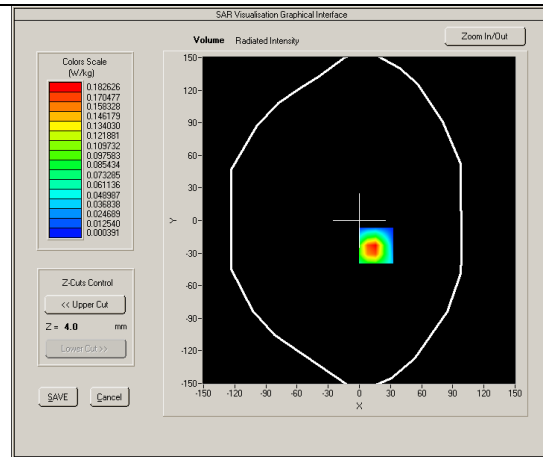 SAR Visualisation Graphical Interface
Volume Radiated Intensity
Zoom In/Out
Colors Scale
(W/kg)
0.182626
0.170477
0.158328
0.146179
0.134030
0.121881
0.109732
0.097583
0.085434
0.073285
0.061136
0.048987
0.036838
0.024689
0.012540
0.000391
Z-Cuts Control
<< Upper Cut
Z = 4.0 mm
Lower Cut >>
SAVE Cancel
150
120
90
60
30
0
-30
-60
-90
-120
-150
Y
-150 -120 -90 -60 -30 0 30 60 90 120 150
X